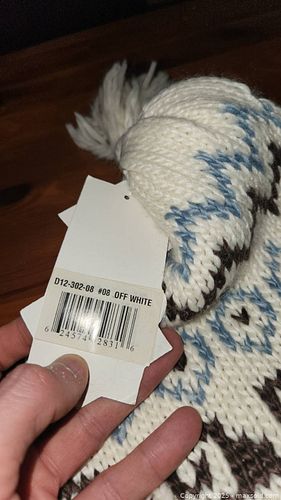 D12-302-08 #08 OFF WHITE
6 24574 28311 6
Copyright 2025 - maxsold.com